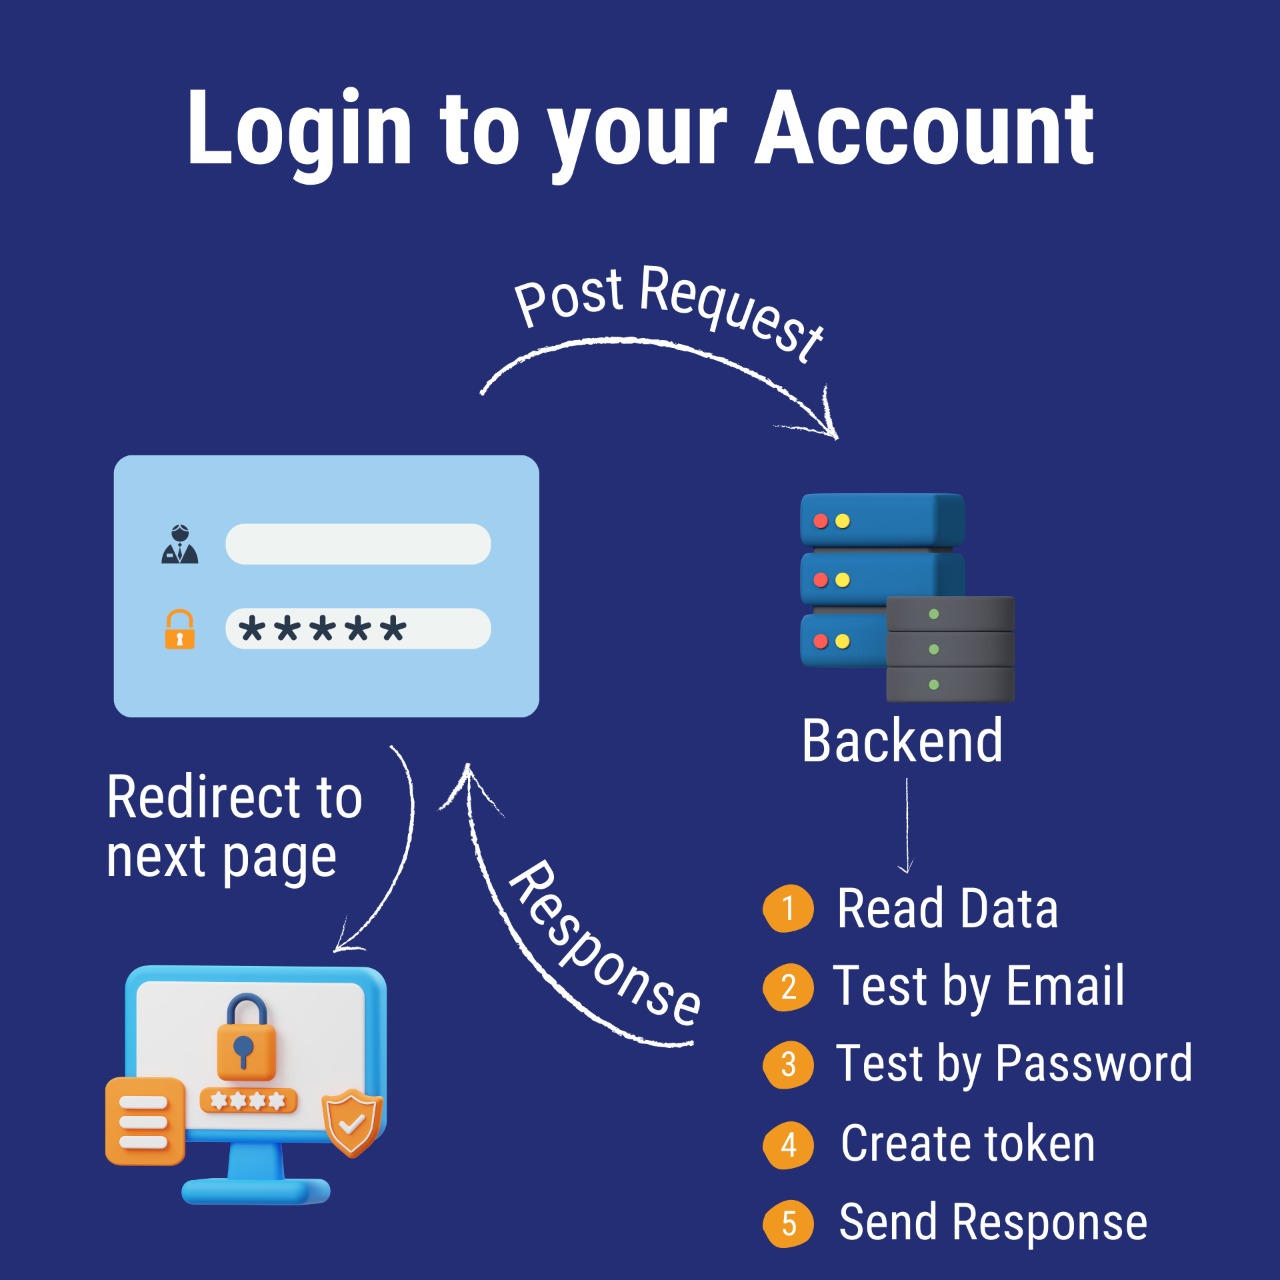 Login to your Account
Post Request
*****
Backend
Redirect to
next page
Response
1 Read Data
2 Test by Email
3 Test by Password
4 Create token
5 Send Response